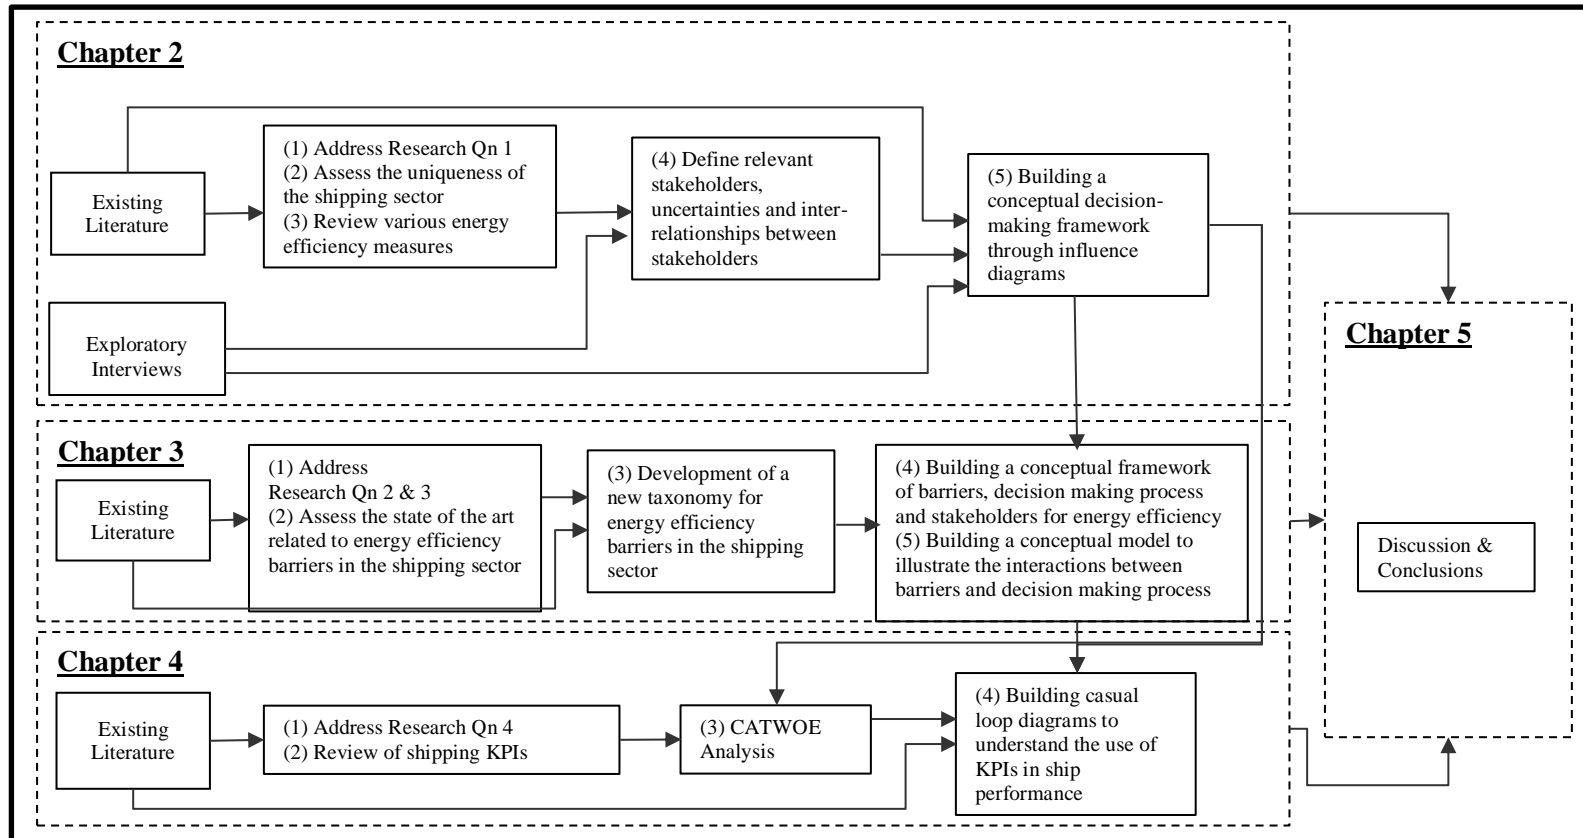 Chapter 2
Existing
Literature
(1) Address Research Qn 1
(2) Assess the uniqueness of
the shipping sector
(3) Review various energy
efficiency measures
(4) Define relevant
stakeholders,
uncertainties and inter-
relationships between
stakeholders
(5) Building a
conceptual decision-
making framework
through influence
diagrams
Exploratory
Interviews
Chapter 3
Existing
Literature
(1) Address
Research Qn 2 & 3
(2) Assess the state of the art
related to energy efficiency
barriers in the shipping sector
(3) Development of a
new taxonomy for
energy efficiency
barriers in the shipping
sector
(4) Building a conceptual framework
of barriers, decision making process
and stakeholders for energy efficiency
(5) Building a conceptual model to
illustrate the interactions between
barriers and decision making process
Chapter 4
Existing
Literature
(1) Address Research Qn 4
(2) Review of shipping KPIs
(3) CATWOE
Analysis
(4) Building casual
loop diagrams to
understand the use of
KPIs in ship
performance
Chapter 5
Discussion &
Conclusions